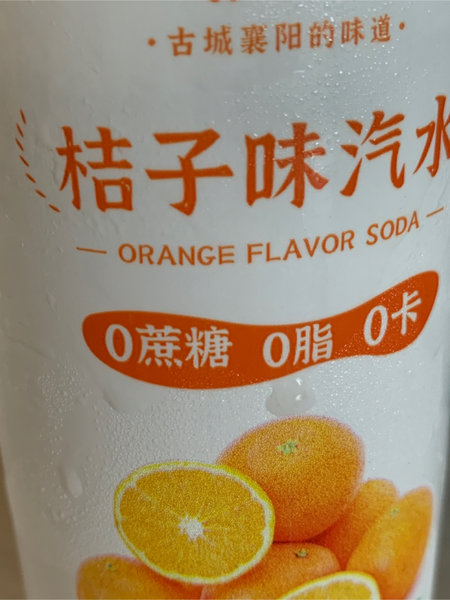 ·古城襄阳的味道·
桔子味汽水
— ORANGE FLAVOR SODA —
0蔗糖 0脂 0卡